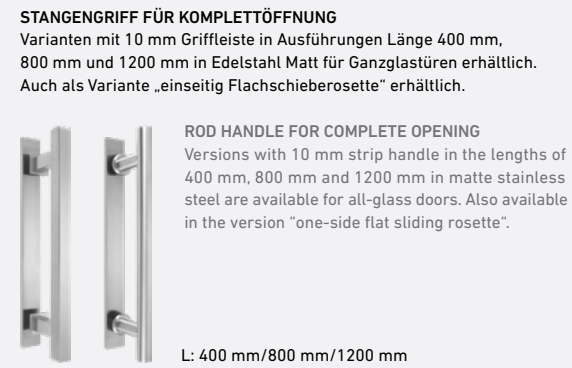 STANGENGRIFF FÜR KOMPLETTÖFFNUNG
Varianten mit 10 mm Griffleiste in Ausführungen Länge 400 mm,
800 mm und 1200 mm in Edelstahl Matt für Ganzglastüren erhältlich.
Auch als Variante „einseitig Flachschieberosette“ erhältlich.
ROD HANDLE FOR COMPLETE OPENING
Versions with 10 mm strip handle in the lengths of
400 mm, 800 mm and 1200 mm in matte stainless
steel are available for all-glass doors. Also available
in the version “one-side flat sliding rosette“.
L: 400 mm/800 mm/1200 mm